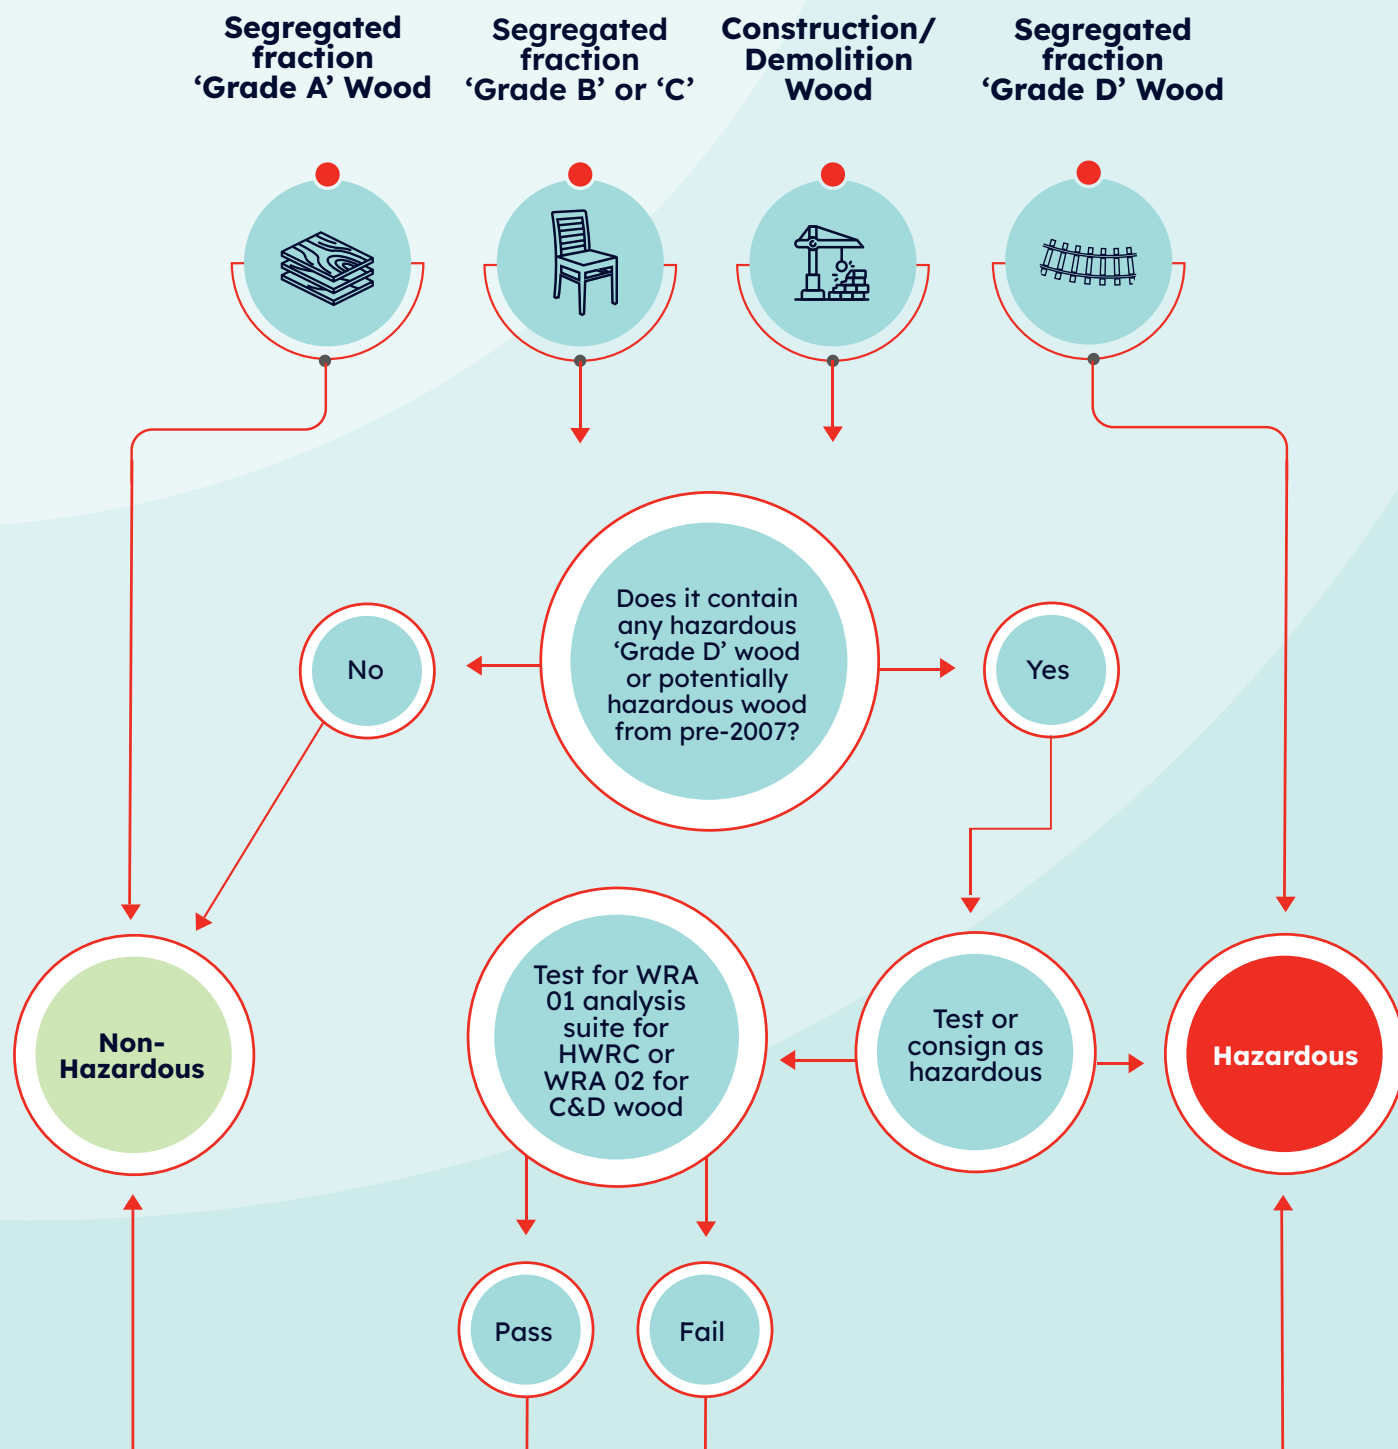 Segregated
fraction
‘Grade A’ Wood
Segregated
fraction
‘Grade B’ or ‘C’
Construction/
Demolition
Wood
Segregated
fraction
‘Grade D’ Wood
Does it contain
any hazardous
‘Grade D’ wood
or potentially
hazardous wood
from pre-2007?
No
Yes
Non-
Hazardous
Test for WRA
01 analysis
suite for
HWRC or
WRA 02 for
C&D wood
Test or
consign as
hazardous
Hazardous
Pass
Fail